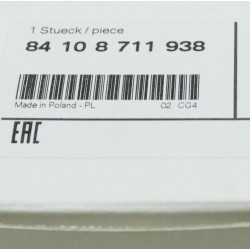 1 Stueck / piece
84 10 8 711 938
Made in Poland - PL 02 CG4
EAC